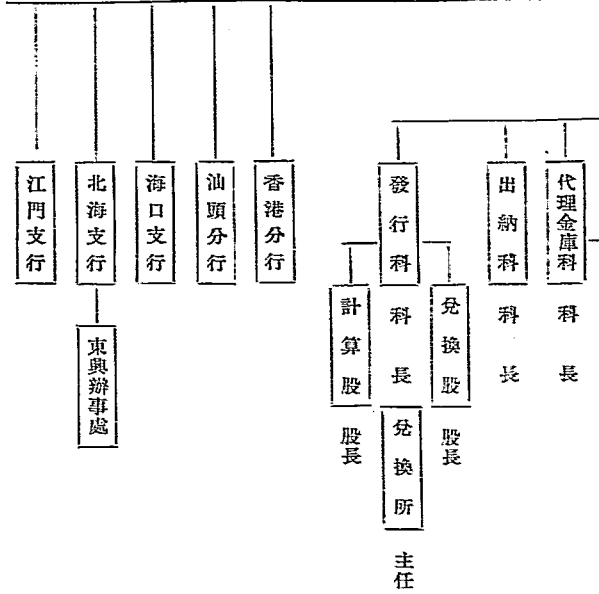 代理金庫科 科長
出納科 科長
發行科 科長
兌換股 股長
計算股 股長
兌換所 主任
香港分行
汕頭分行
海口支行
北海支行
東興辦事處
江門支行